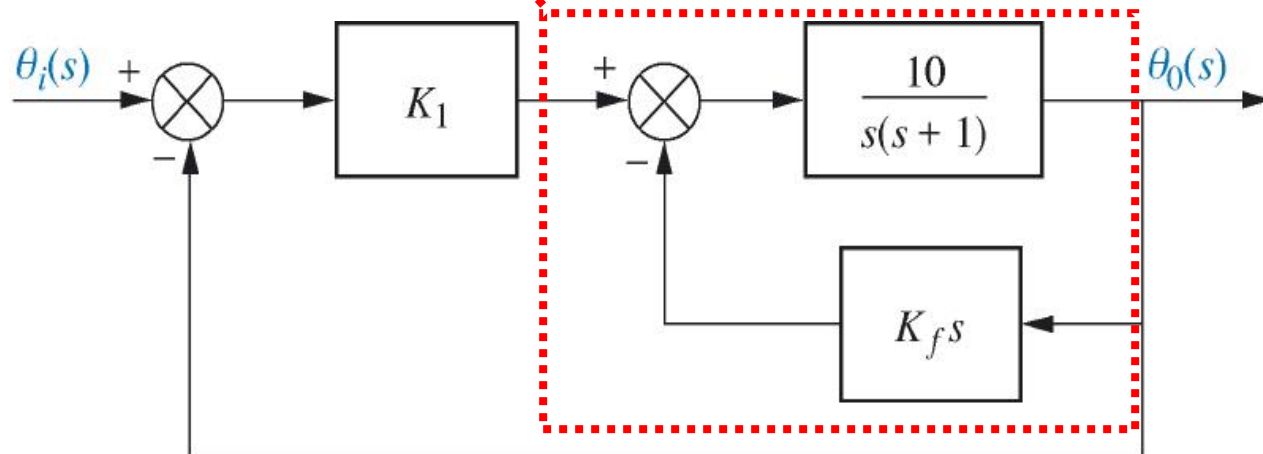 θi(s) + K1 + 10 θ0(s)
− − s(s + 1)
Kf s